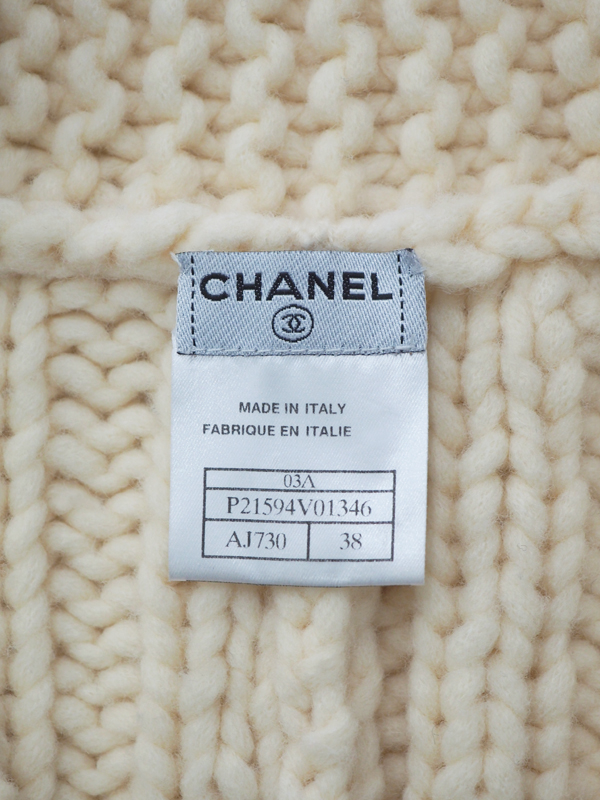 CHANEL
MADE IN ITALY
FABRIQUE EN ITALIE
03A
P21594V01346
AJ730 38